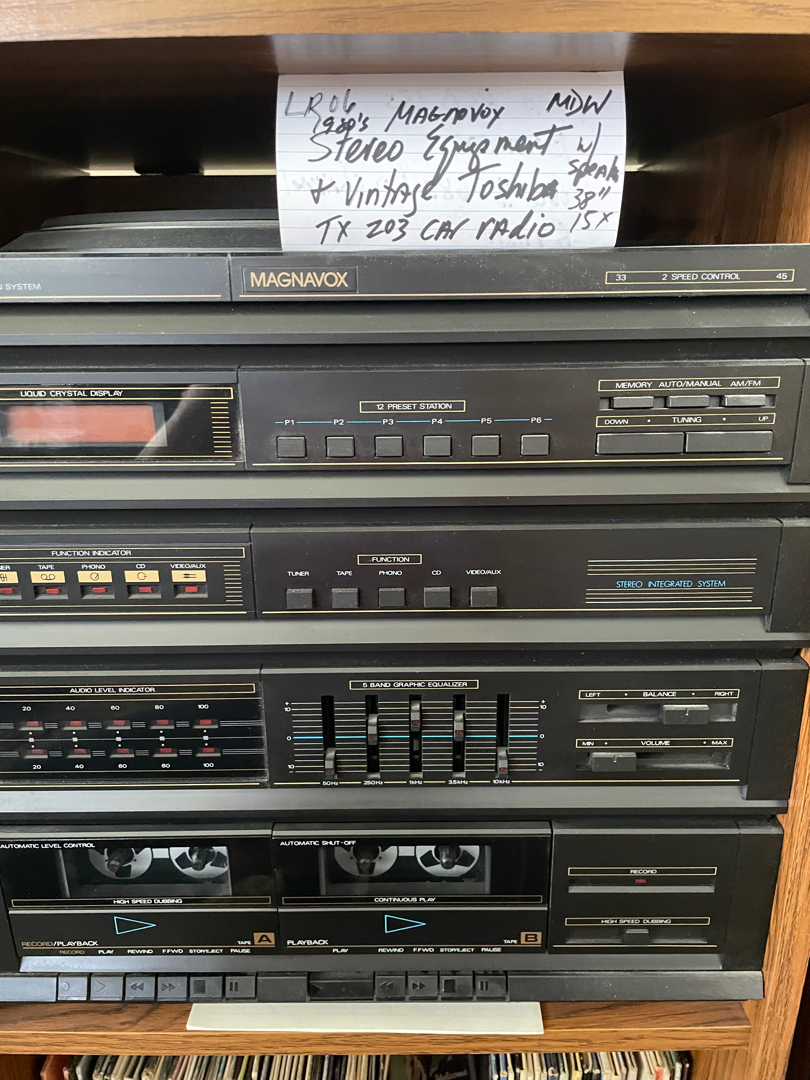 LR06 MDW
1980's MAGNAVOX
Stereo Equipment w/
speak
& Vintage Toshiba 38"
TX 203 CAR radio 15x
SYSTEM
MAGNAVOX
33 2 SPEED CONTROL 45
LIQUID CRYSTAL DISPLAY
12 PRESET STATION
P1 P2 P3 P4 P5 P6
MEMORY AUTO/MANUAL AM/FM
DOWN • TUNING • UP
FUNCTION INDICATOR
NER TAPE PHONO CD VIDEO/AUX
FUNCTION
TUNER TAPE PHONO CD VIDEO/AUX
STEREO INTEGRATED SYSTEM
AUDIO LEVEL INDICATOR
20 40 60 80 100
20 40 60 80 100
5 BAND GRAPHIC EQUALIZER
+ +
10 10
0 0
10 10
- -
50Hz 250Hz 1kHz 3.5kHz 10kHz
LEFT • BALANCE • RIGHT
MIN • VOLUME • MAX
AUTOMATIC LEVEL CONTROL
HIGH SPEED DUBBING
RECORD/PLAYBACK TAPE A
RECORD PLAY REWIND F.FWD STOP/EJECT PAUSE
AUTOMATIC SHUT-OFF
CONTINUOUS PLAY
PLAYBACK TAPE B
PLAY REWIND F.FWD STOP/EJECT PAUSE
RECORD
HIGH SPEED DUBBING